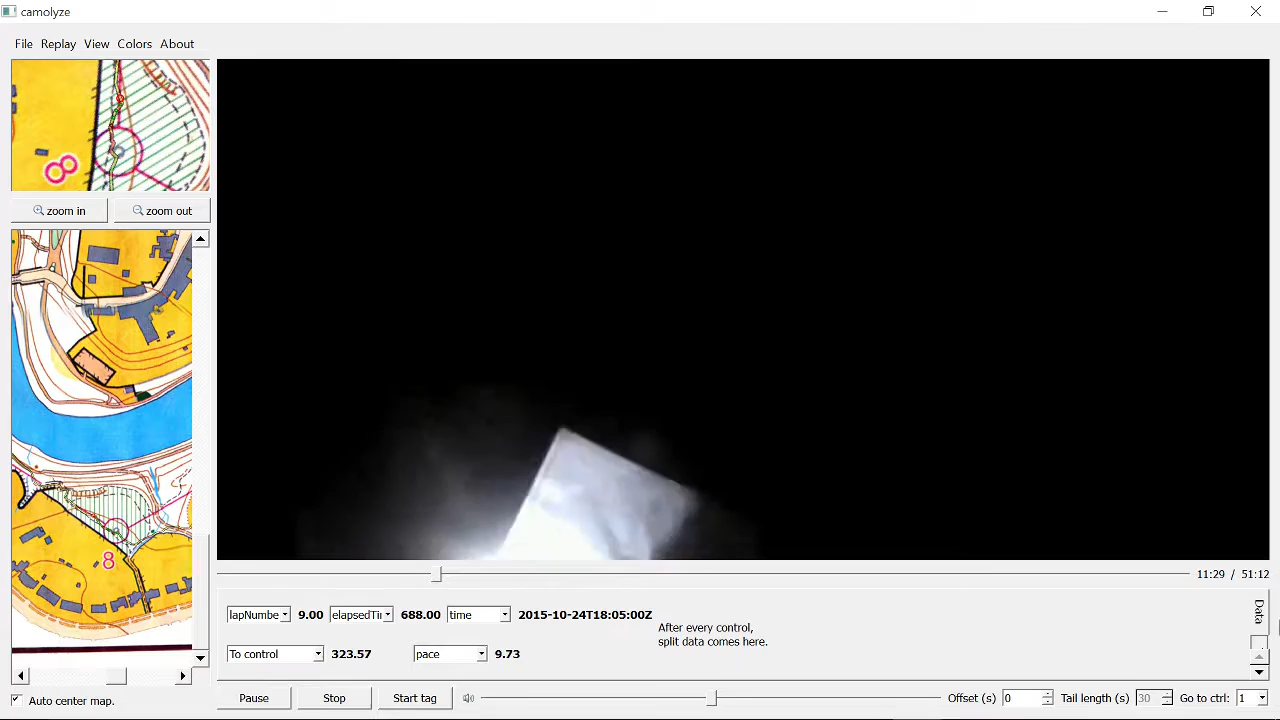 camolyze
File Replay View Colors About
8
zoom in zoom out
8
11:29 / 51:12
lapNumbe 9.00 elapsedTi 688.00 time 2015-10-24T18:05:00Z
After every control,
split data comes here.
Data
To control 323.57 pace 9.73
Auto center map.
Pause Stop Start tag Offset (s) 0 Tail length (s) 30 Go to ctrl: 1